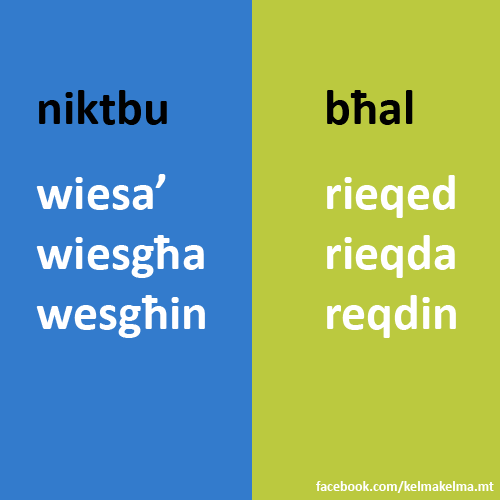 niktbu
wiesa’
wiesgħa
wesgħin
bħal
rieqed
rieqda
reqdin
facebook.com/kelmakelma.mt